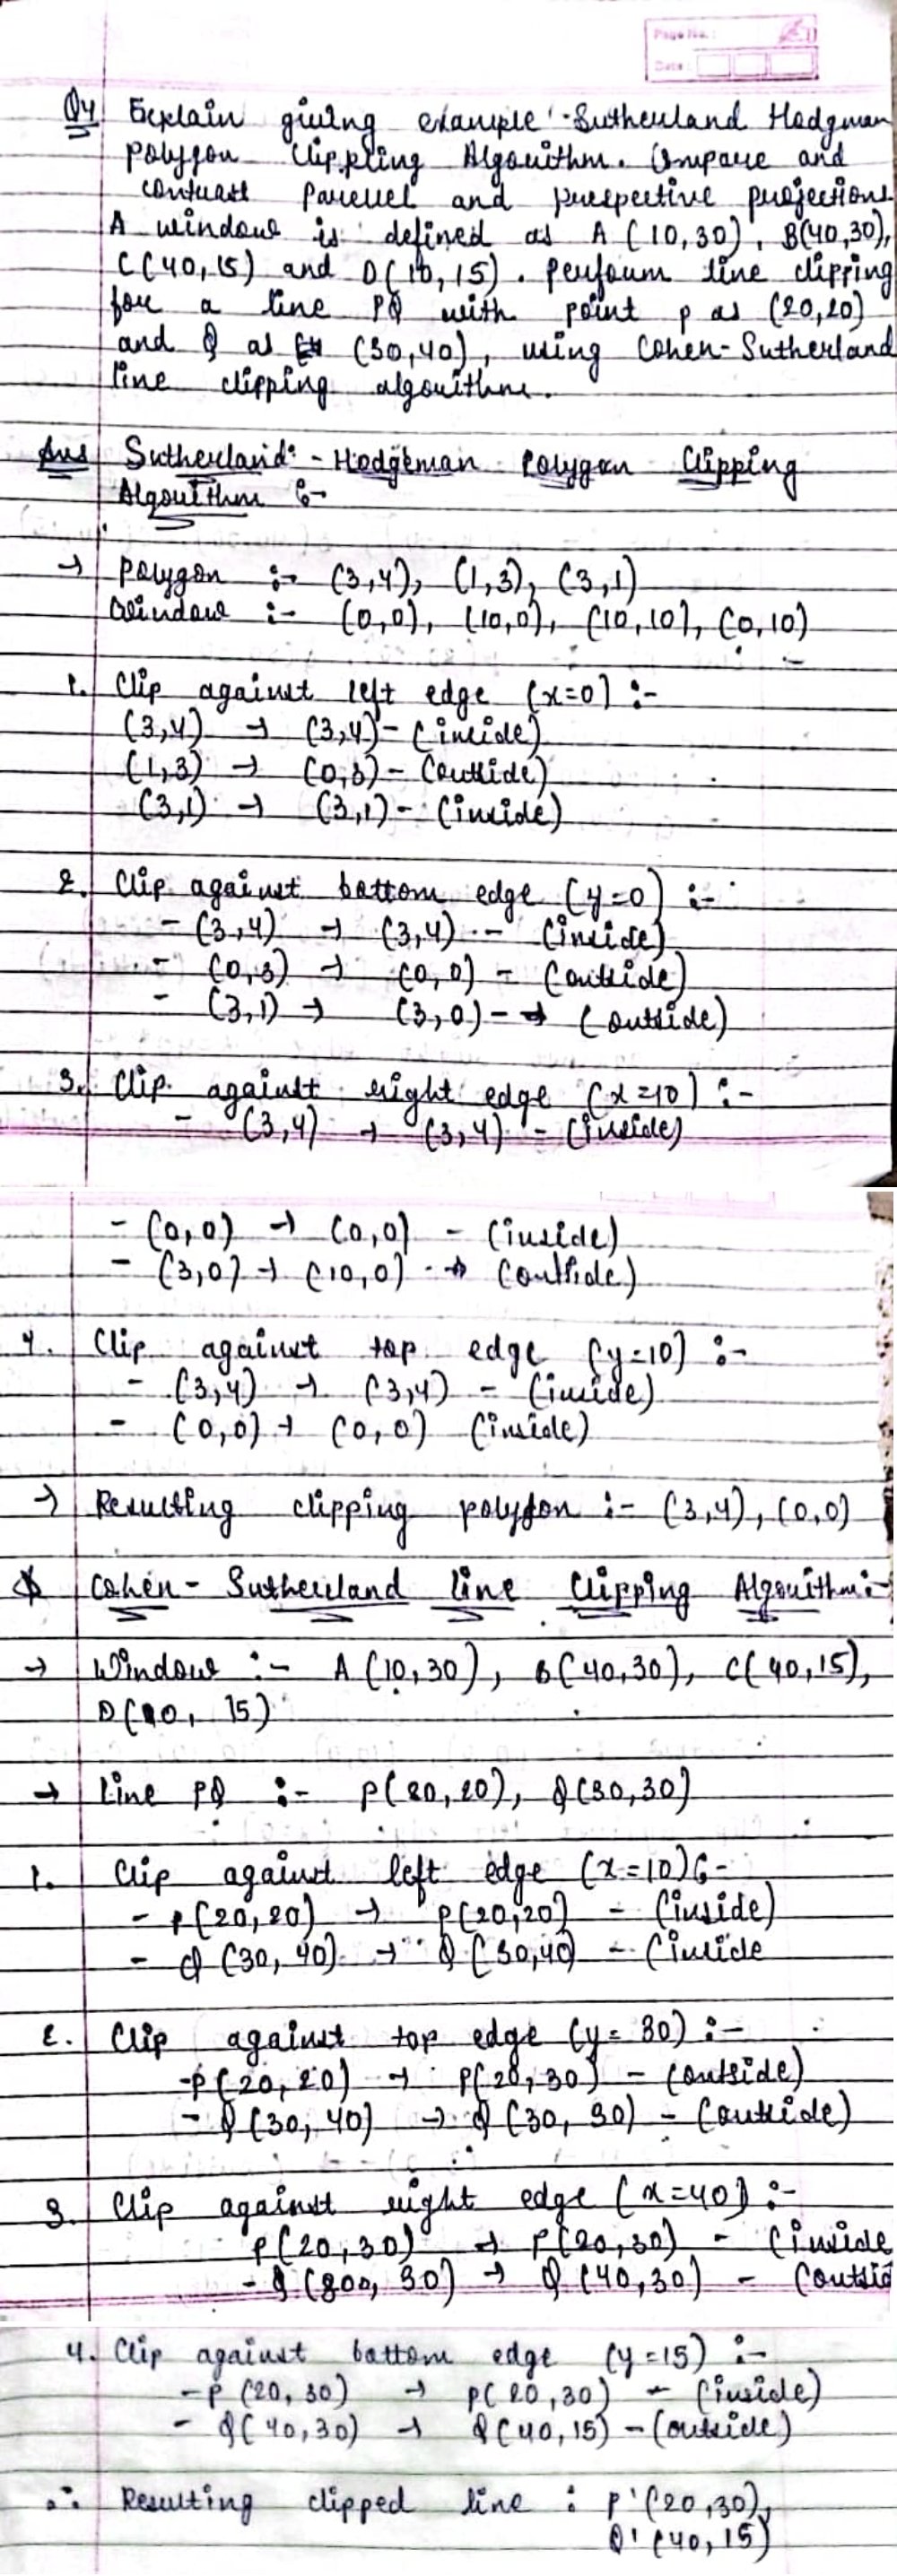 Page No.:
Date:
Q4 Explain giving example :- Sutherland Hodgman
Polygon Clippling Algorithm. Compare and
contrast Parellel and perspective projections.
A window is defined as A (10,30), B(40,30),
C(40,15) and D(10,15). Perfoum line clipping
for a line PQ with point p as (20,20)
and Q as (30,40), using Cohen-Sutherland
line clipping algorithm.
Ans Sutherland :- Hodgeman Polygon Clipping
Algorithm :-
→ Polygon :- (3,4), (1,3), (3,1)
Window :- (0,0), (10,0), (10,10), (0,10)
1. Clip against left edge (x=0) :-
(3,4) → (3,4) - (inside)
(1,3) → (0,3) - (outside)
(3,1) → (3,1) - (inside)
2. Clip against bottom edge (y=0) :-
- (3,4) → (3,4) - (inside)
- (0,3) → (0,0) - (outside)
- (3,1) → (3,0) - → (outside)
3. Clip against right edge (x=10) :-
- (3,4) → (3,4) - (inside)
- (0,0) → (0,0) - (inside)
- (3,0) → (10,0) → (outside)
4. Clip against top edge (y=10) :-
- (3,4) → (3,4) - (inside)
- (0,0) → (0,0) (inside)
→ Resulting clipping polygon :- (3,4), (0,0)
Cohen - Sutherland line Clipping Algorithm :-
→ Window :- A (10,30), B(40,30), C(40,15),
D(10, 15)
→ Line PQ :- P(20,20), Q(30,30)
1. Clip against left edge (x=10) :-
- P(20,20) → P(20,20) - (inside)
- Q (30, 40) → Q (30,40) - (inside
2. Clip against top edge (y= 30) :-
- P(20, 20) → P(20,30) - (outside)
- Q (30, 40) → Q (30, 30) - (outside)
3. Clip against right edge (x=40) :-
P(20,30) → P(20,30) - (inside
- Q (300, 30) → Q (40,30) - (outsid
4. Clip against bottom edge (y=15) :-
- P (20, 30) → P( 20,30) - (inside)
- Q( 40,30) → Q(40,15) - (outside)
∴ Resulting clipped line : P'(20,30),
Q'(40,15)